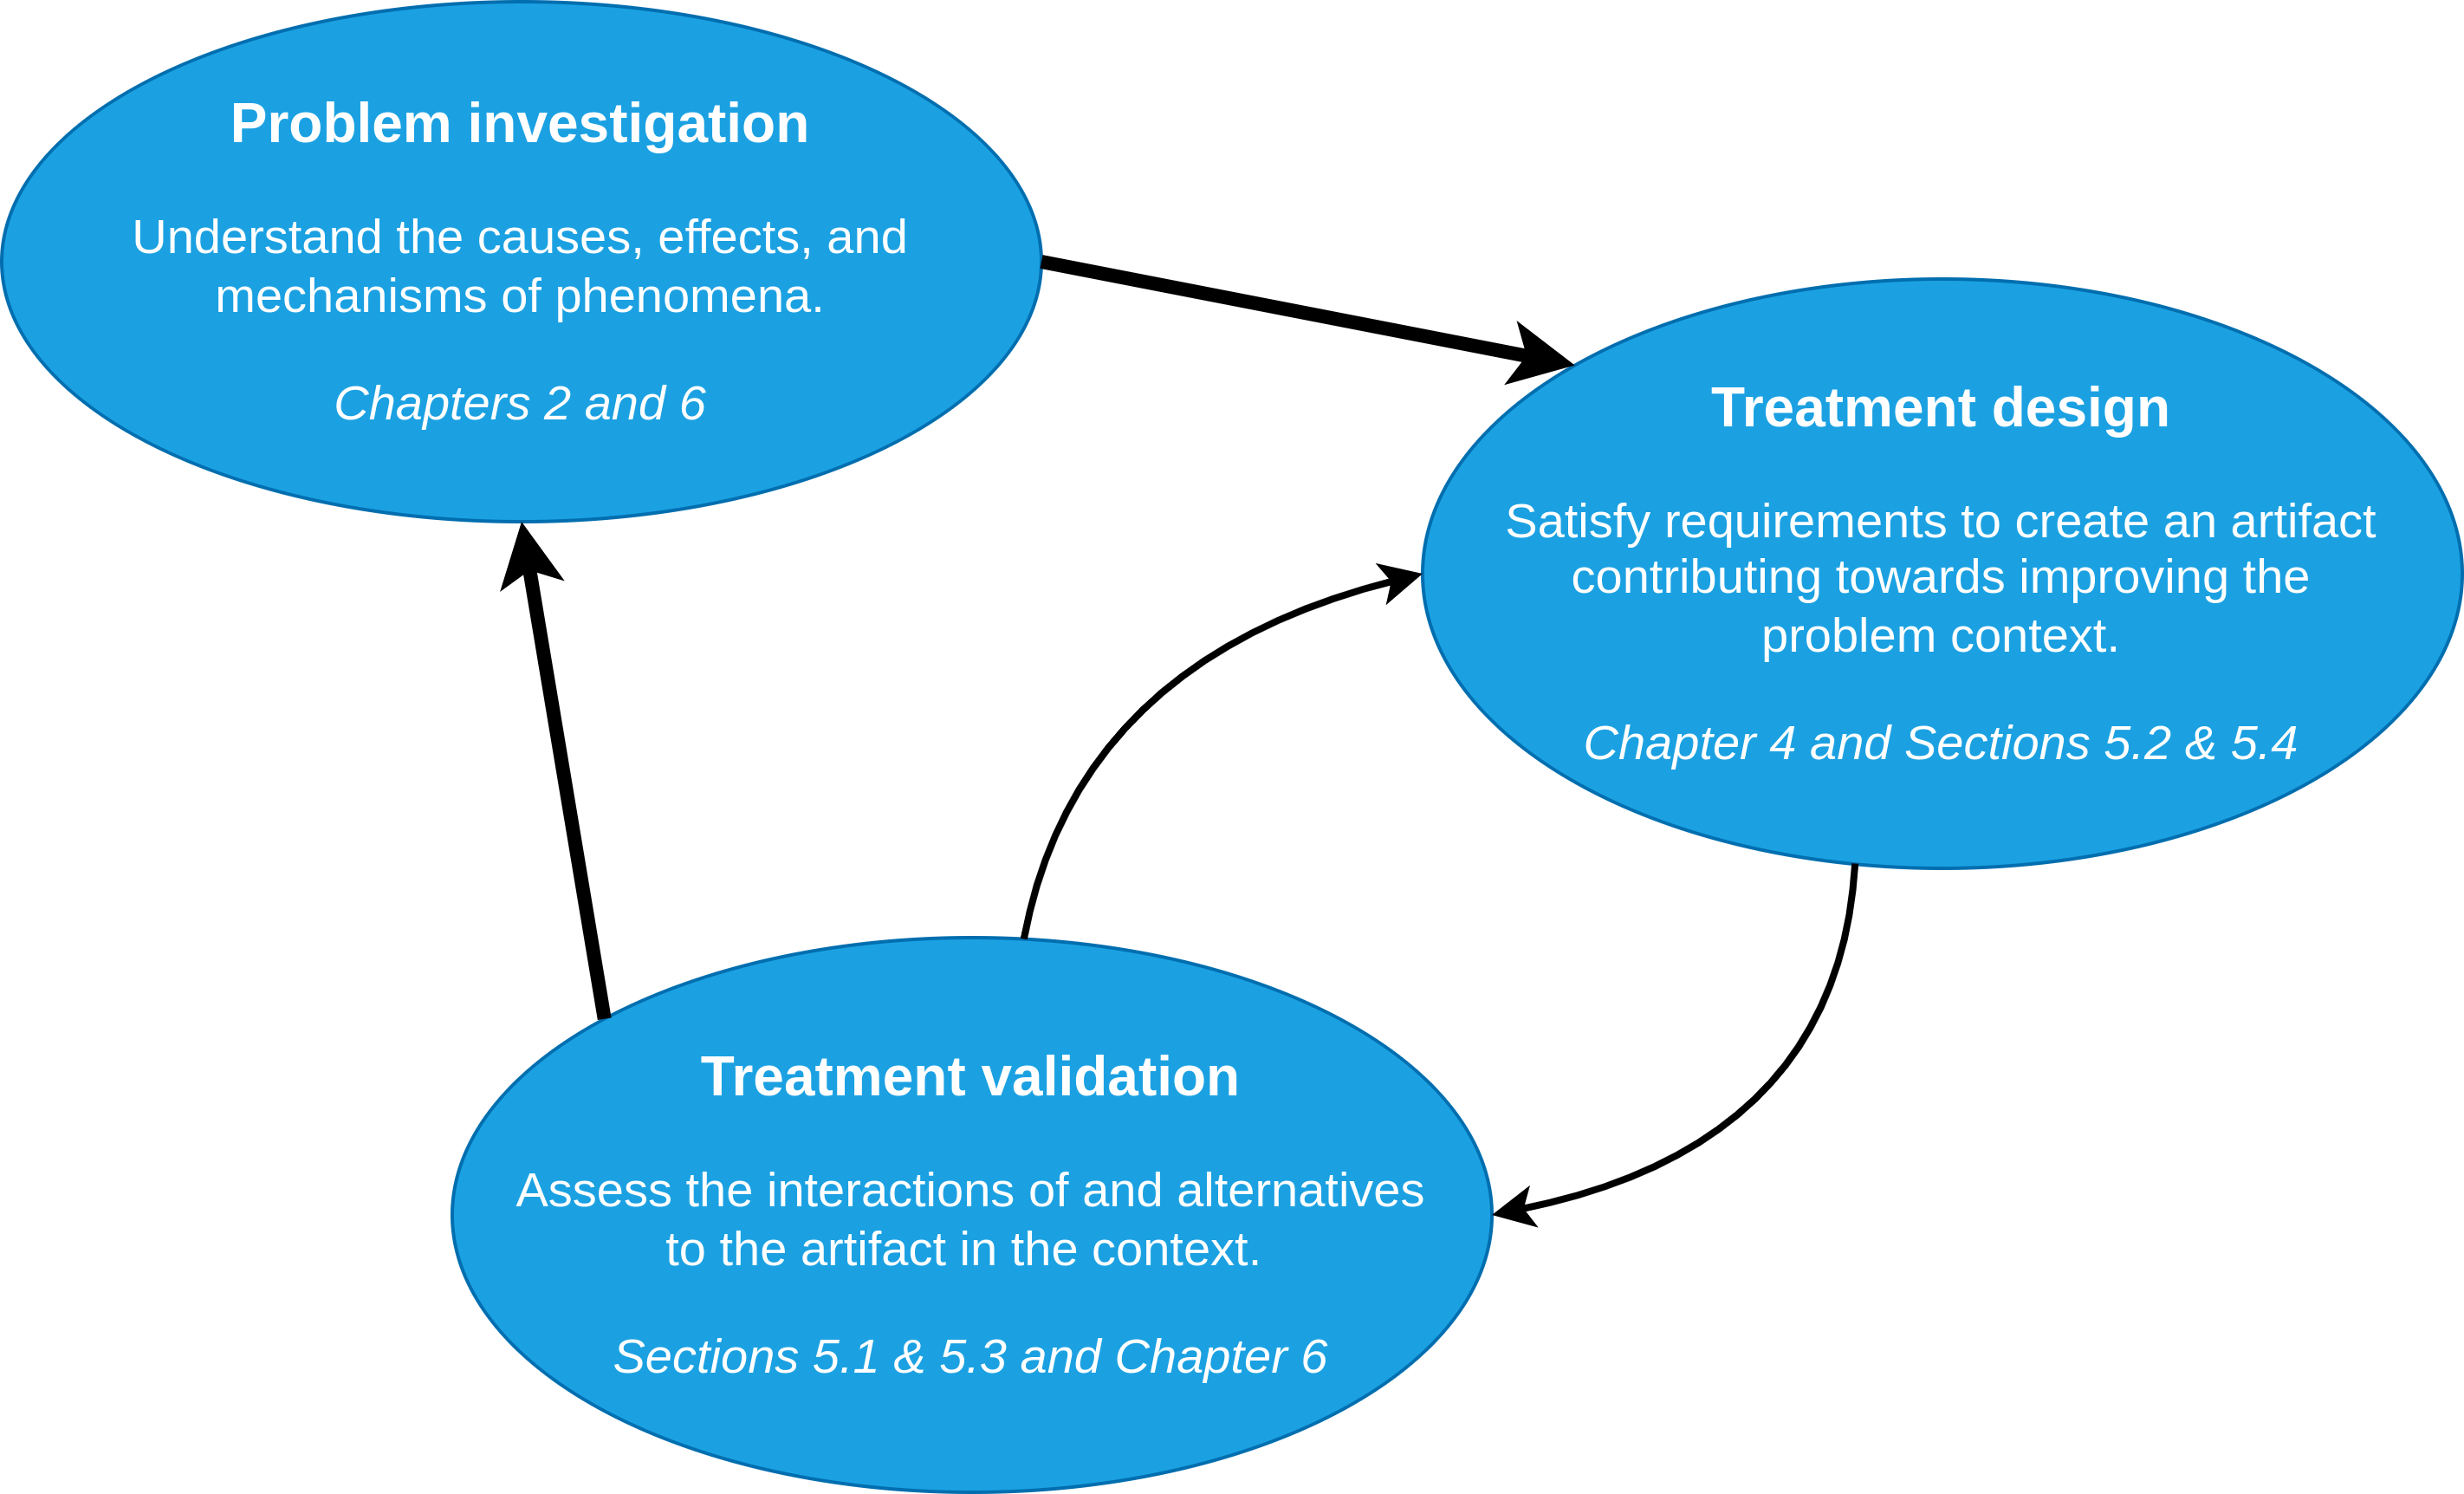 Problem investigation
Understand the causes, effects, and
mechanisms of phenomena.
Chapters 2 and 6
Treatment design
Satisfy requirements to create an artifact
contributing towards improving the
problem context.
Chapter 4 and Sections 5.2 & 5.4
Treatment validation
Assess the interactions of and alternatives
to the artifact in the context.
Sections 5.1 & 5.3 and Chapter 6